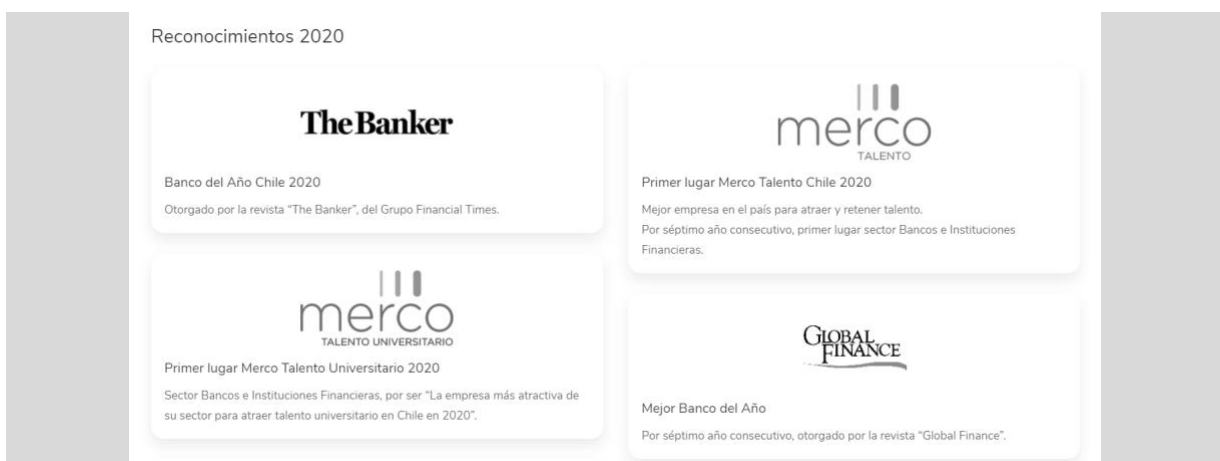 Reconocimientos 2020
The Banker
Banco del Año Chile 2020
Otorgado por la revista “The Banker”, del Grupo Financial Times.
merco
TALENTO
Primer lugar Merco Talento Chile 2020
Mejor empresa en el país para atraer y retener talento.
Por séptimo año consecutivo, primer lugar sector Bancos e Instituciones
Financieras.
merco
TALENTO UNIVERSITARIO
Primer lugar Merco Talento Universitario 2020
Sector Bancos e Instituciones Financieras, por ser “La empresa más atractiva de
su sector para atraer talento universitario en Chile en 2020”.
GLOBAL
FINANCE
Mejor Banco del Año
Por séptimo año consecutivo, otorgado por la revista “Global Finance”.